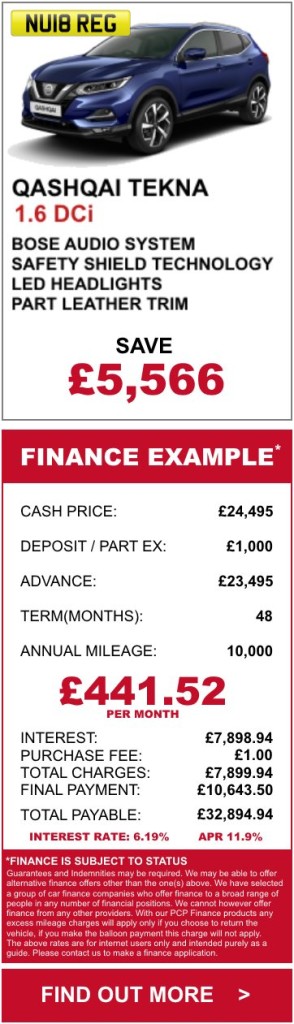 NU18 REG
QASHQAI
QASHQAI TEKNA
1.6 DCi
BOSE AUDIO SYSTEM
SAFETY SHIELD TECHNOLOGY
LED HEADLIGHTS
PART LEATHER TRIM
SAVE
£5,566
FINANCE EXAMPLE*
CASH PRICE: £24,495
DEPOSIT / PART EX: £1,000
ADVANCE: £23,495
TERM(MONTHS): 48
ANNUAL MILEAGE: 10,000
£441.52
PER MONTH
INTEREST: £7,898.94
PURCHASE FEE: £1.00
TOTAL CHARGES: £7,899.94
FINAL PAYMENT: £10,643.50
TOTAL PAYABLE: £32,894.94
INTEREST RATE: 6.19% APR 11.9%
*FINANCE IS SUBJECT TO STATUS
Guarantees and Indemnities may be required. We may be able to offer
alternative finance offers other than the one(s) above. We have selected
a group of car finance companies who offer finance to a broad range of
people in any number of financial positions. We cannot however offer
finance from any other providers. With our PCP Finance products any
excess mileage charges will apply only if you choose to return the
vehicle, if you make the balloon payment this charge will not apply.
The above rates are for internet users only and intended purely as a
guide. Please contact us to make a finance application.
FIND OUT MORE >